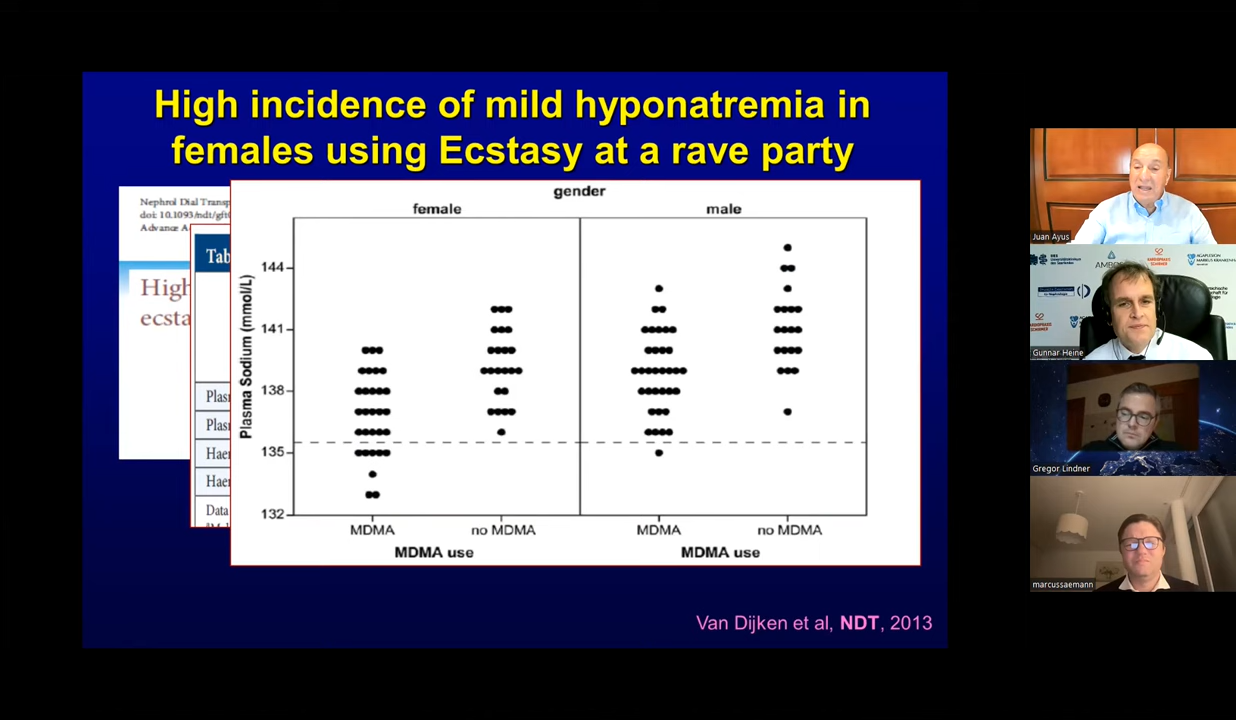 High incidence of mild hyponatremia in
females using Ecstasy at a rave party
Nephrol Dial Transp
doi: 10.1093/ndt/gft
Advance A
High
ecsta
Tab
Plas
Plas
Haer
Haer
Data
gender
female
male
Plasma Sodium (mmol/L)
144
141
138
135
132
MDMA
no MDMA
MDMA
no MDMA
MDMA use
MDMA use
Van Dijken et al, NDT, 2013
Juan Ayus
Gunnar Heine
Gregor Lindner
marcussaemann